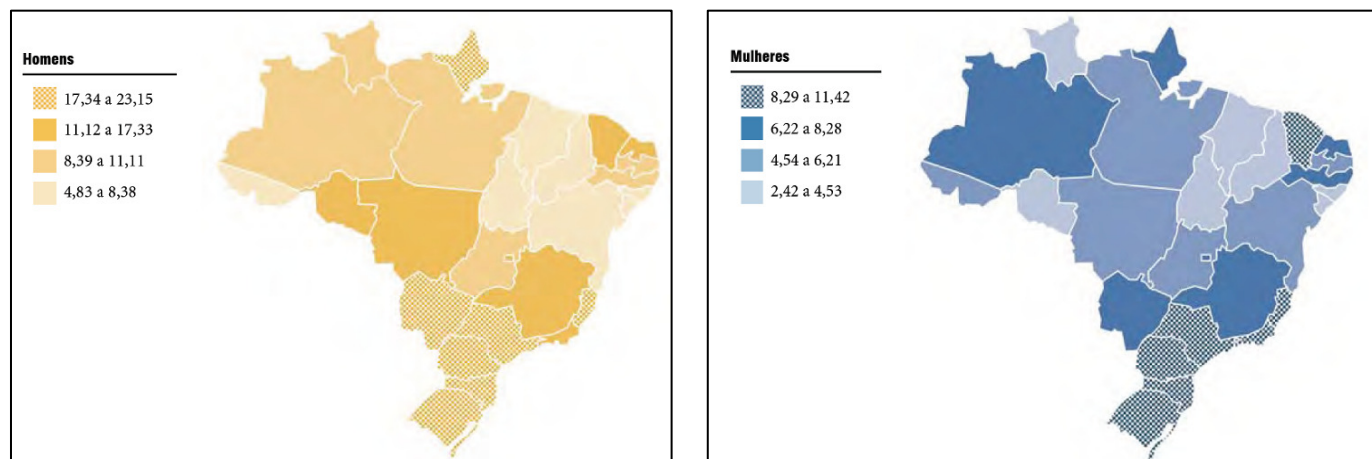 Homens
17,34 a 23,15
11,12 a 17,33
8,39 a 11,11
4,83 a 8,38
Mulheres
8,29 a 11,42
6,22 a 8,28
4,54 a 6,21
2,42 a 4,53